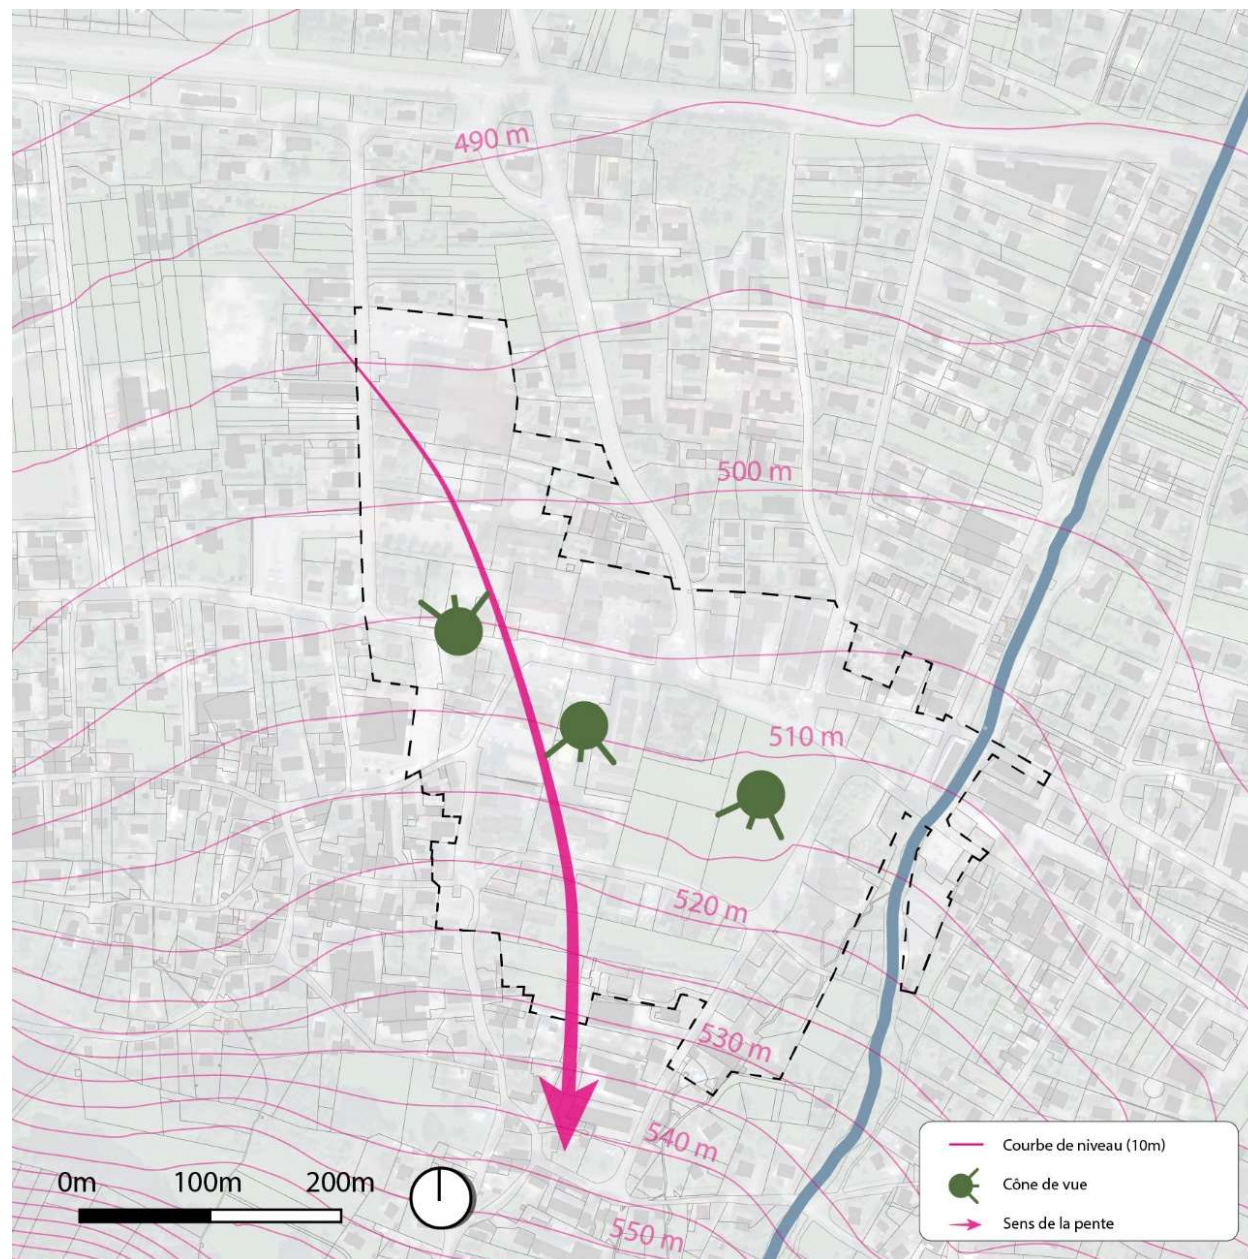 490 m
500 m
510 m
520 m
530 m
540 m
550 m
0m 100m 200m
Courbe de niveau (10m)
Cône de vue
Sens de la pente